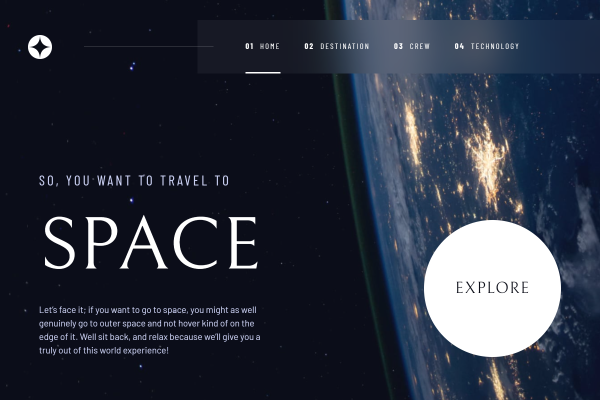 01 HOME 02 DESTINATION 03 CREW 04 TECHNOLOGY
SO, YOU WANT TO TRAVEL TO
SPACE
Let's face it; if you want to go to space, you might as well
genuinely go to outer space and not hover kind of on the
edge of it. Well sit back, and relax because we'll give you a
truly out of this world experience!
EXPLORE